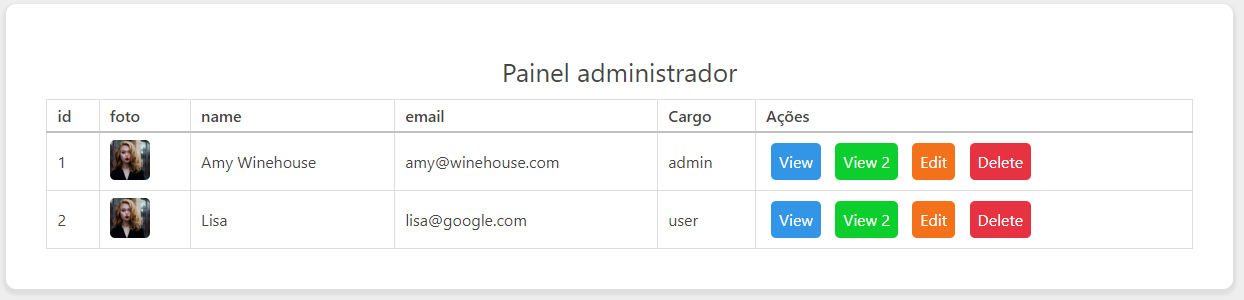 Painel administrador
id foto name email Cargo Ações
1 Amy Winehouse amy@winehouse.com admin View View 2 Edit Delete
2 Lisa lisa@google.com user View View 2 Edit Delete